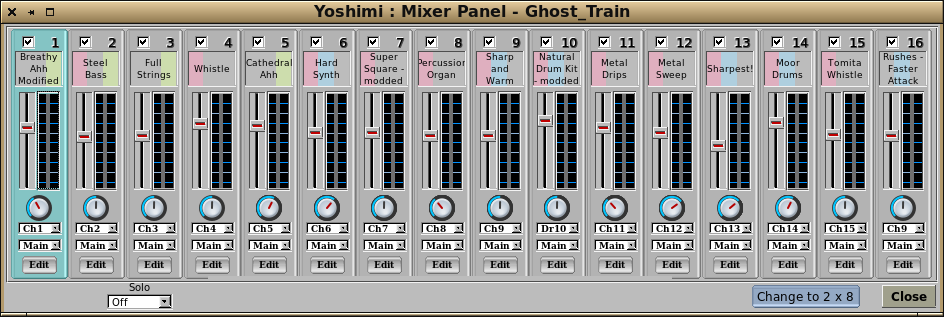 Yoshimi : Mixer Panel - Ghost_Train
1 2 3 4 5 6 7 8 9 10 11 12 13 14 15 16
Breathy
Ahh
Modified
Steel
Bass
Full
Strings
Whistle
Cathedral
Ahh
Hard
Synth
Super
Square -
modded
Percussion
Organ
Sharp
and
Warm
Natural
Drum Kit
- modded
Metal
Drips
Metal
Sweep
Sharpest!
Moor
Drums
Tomita
Whistle
Rushes -
Faster
Attack
Ch1 Ch2 Ch3 Ch4 Ch5 Ch6 Ch7 Ch8 Ch9 Dr10 Ch11 Ch12 Ch13 Ch14 Ch15 Ch9
Main Main Main Main Main Main Main Main Main Main Main Main Main Main Main Main
Edit Edit Edit Edit Edit Edit Edit Edit Edit Edit Edit Edit Edit Edit Edit Edit
Solo
Off
Change to 2 x 8
Close